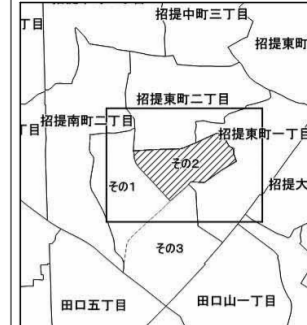 招提中町三丁目
丁目
招提東町
招提東町二丁目
招提南町二丁目
丁目
招提東町一丁目
その2
招提大
その1
その3
田口五丁目
田口山一丁目